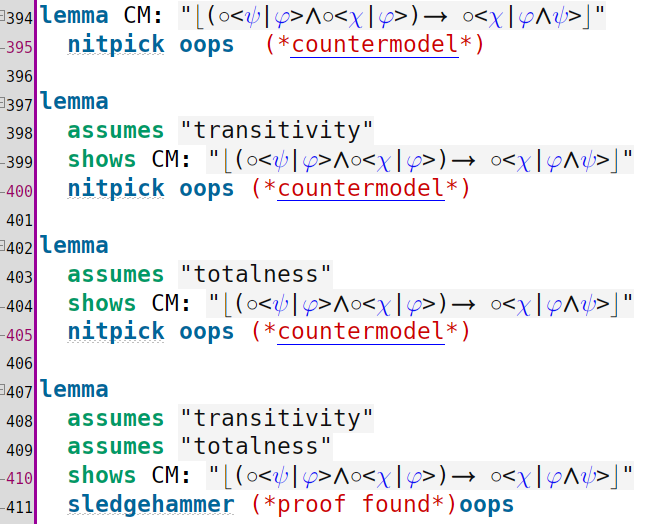 394 lemma CM: "⌊(○<ψ|φ>∧○<χ|φ>)⟶ ○<χ|φ∧ψ>⌋"
395 nitpick oops (*countermodel*)
396
397 lemma
398 assumes "transitivity"
399 shows CM: "⌊(○<ψ|φ>∧○<χ|φ>)⟶ ○<χ|φ∧ψ>⌋"
400 nitpick oops (*countermodel*)
401
402 lemma
403 assumes "totalness"
404 shows CM: "⌊(○<ψ|φ>∧○<χ|φ>)⟶ ○<χ|φ∧ψ>⌋"
405 nitpick oops (*countermodel*)
406
407 lemma
408 assumes "transitivity"
409 assumes "totalness"
410 shows CM: "⌊(○<ψ|φ>∧○<χ|φ>)⟶ ○<χ|φ∧ψ>⌋"
411 sledgehammer (*proof found*)oops